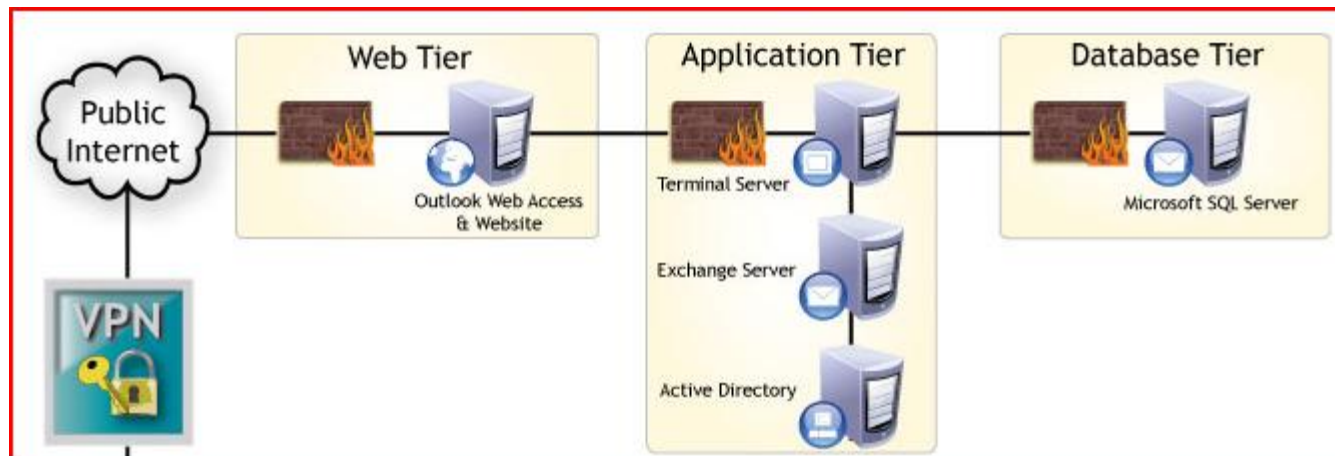 Web Tier
Application Tier
Database Tier
Public
Internet
Terminal Server
Outlook Web Access
& Website
Microsoft SQL Server
Exchange Server
VPN
Active Directory